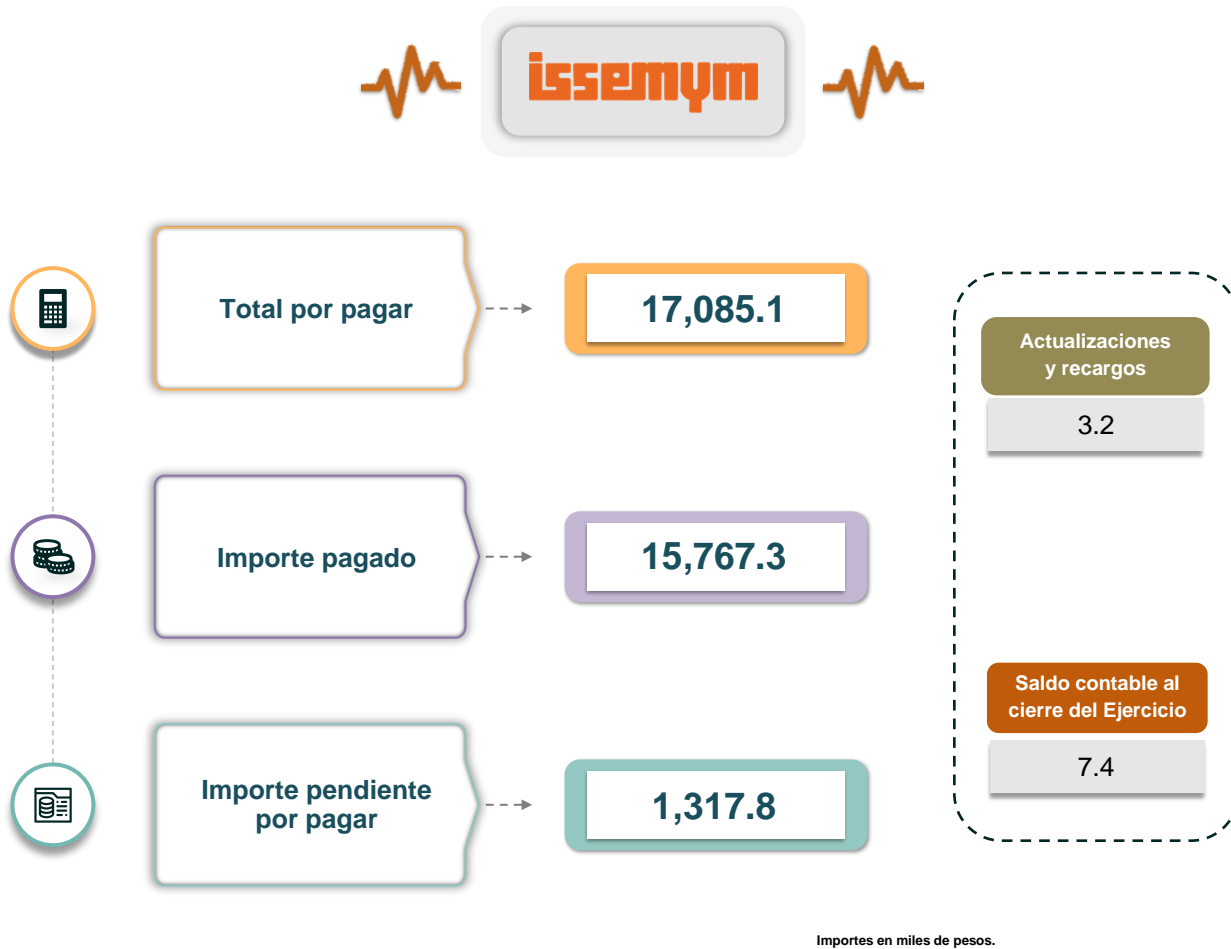 issemym
Total por pagar
17,085.1
Actualizaciones
y recargos
3.2
Importe pagado
15,767.3
Importe pendiente
por pagar
1,317.8
Saldo contable al
cierre del Ejercicio
7.4
Importes en miles de pesos.